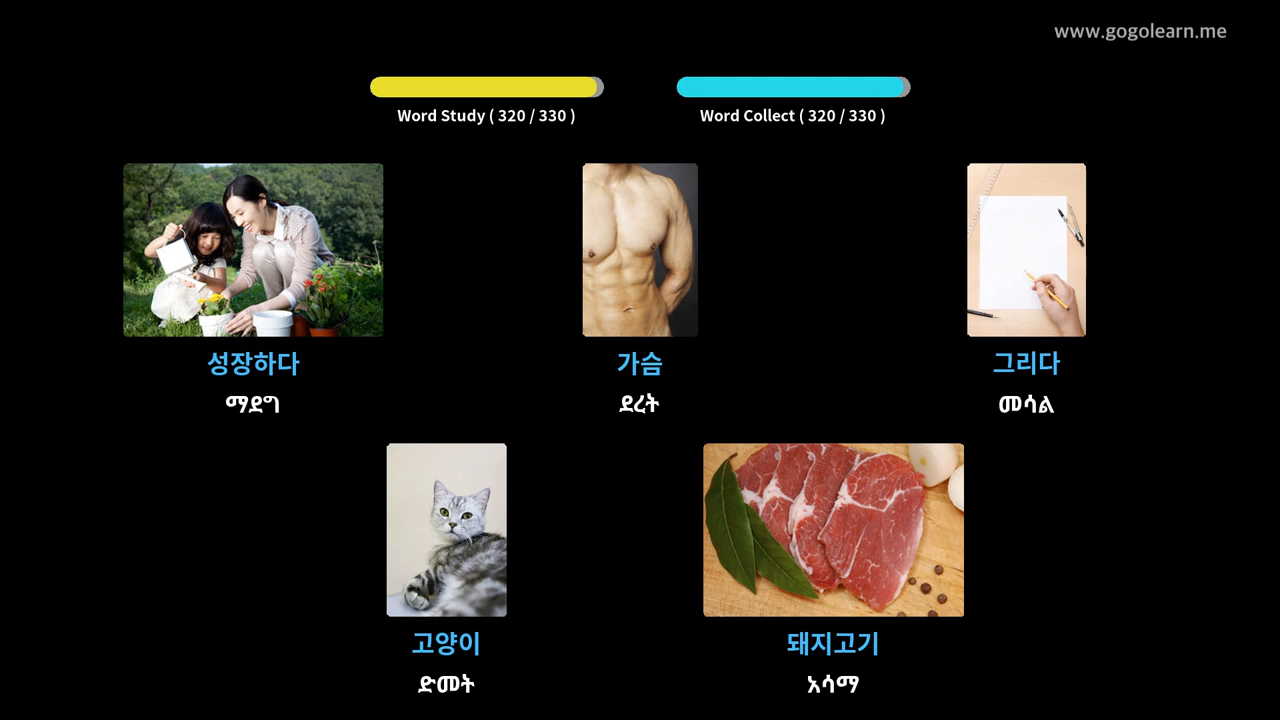 www.gogolearn.me
Word Study ( 320 / 330 )
Word Collect ( 320 / 330 )
성장하다
ማደግ
가슴
ደረት
그리다
መሳል
고양이
ድመት
돼지고기
አሳማ